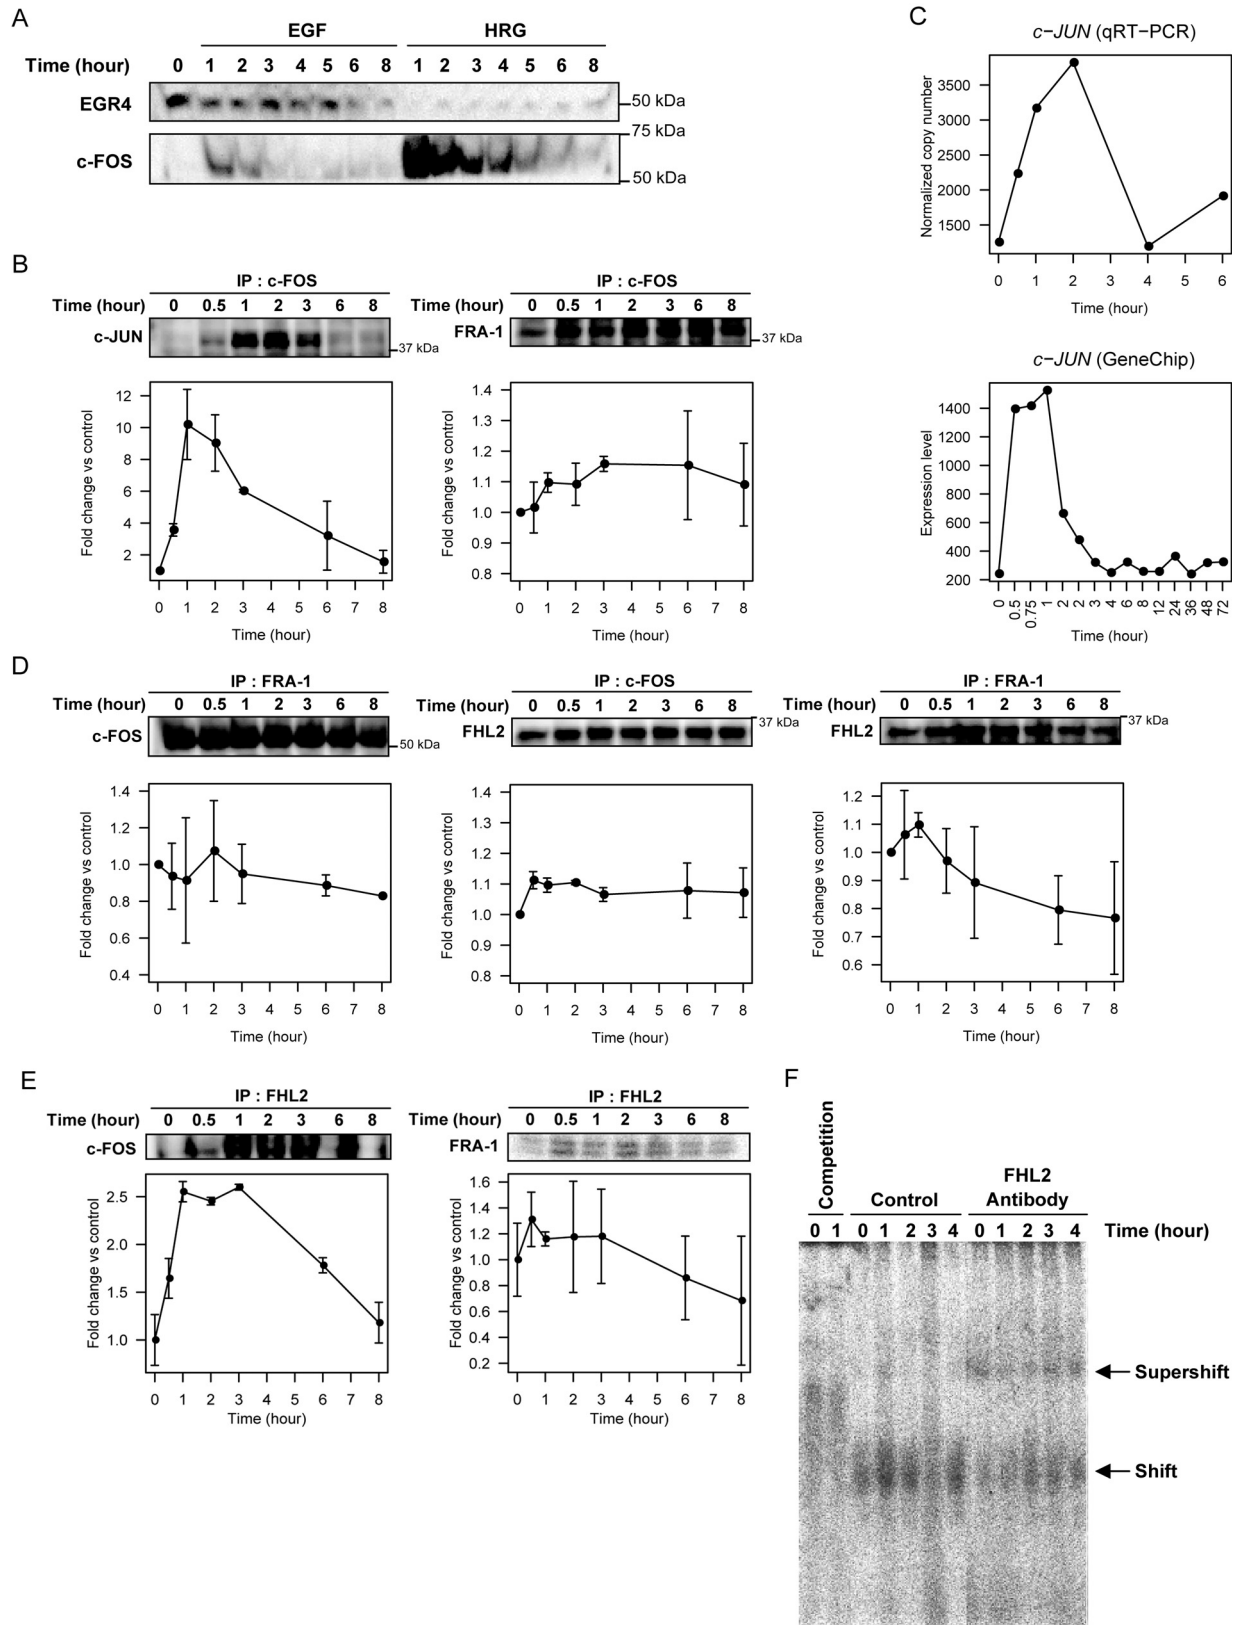 A
EGF HRG
Time (hour) 0 1 2 3 4 5 6 8 1 2 3 4 5 6 8
EGR4 50 kDa
75 kDa
c-FOS
50 kDa
B
IP : c-FOS
Time (hour) 0 0.5 1 2 3 6 8
c-JUN
37 kDa
Fold change vs control
12
10
8
6
4
2
0 1 2 3 4 5 6 7 8
Time (hour)
IP : c-FOS
Time (hour) 0 0.5 1 2 3 6 8
FRA-1
37 kDa
Fold change vs control
1.4
1.3
1.2
1.1
1.0
0.9
0.8
0 1 2 3 4 5 6 7 8
Time (hour)
C
c−JUN (qRT−PCR)
Normalized copy number
3500
3000
2500
2000
1500
0 1 2 3 4 5 6
Time (hour)
c−JUN (GeneChip)
Expression level
1400
1200
1000
800
600
400
200
0 0.5 0.75 1 2 2 3 4 6 8 12 24 36 48 72
Time (hour)
D
IP : FRA-1
Time (hour) 0 0.5 1 2 3 6 8
c-FOS
50 kDa
Fold change vs control
1.4
1.2
1.0
0.8
0.6
0.4
0 1 2 3 4 5 6 7 8
Time (hour)
IP : c-FOS
Time (hour) 0 0.5 1 2 3 6 8
37 kDa
FHL2
Fold change vs control
1.4
1.3
1.2
1.1
1.0
0.9
0.8
0 1 2 3 4 5 6 7 8
Time (hour)
IP : FRA-1
Time (hour) 0 0.5 1 2 3 6 8
37 kDa
FHL2
Fold change vs control
1.2
1.1
1.0
0.9
0.8
0.7
0.6
0 1 2 3 4 5 6 7 8
Time (hour)
E
IP : FHL2
Time (hour) 0 0.5 1 2 3 6 8
c-FOS
Fold change vs control
2.5
2.0
1.5
1.0
0 1 2 3 4 5 6 7 8
Time (hour)
IP : FHL2
Time (hour) 0 0.5 1 2 3 6 8
FRA-1
Fold change vs control
1.6
1.4
1.2
1.0
0.8
0.6
0.4
0.2
0 1 2 3 4 5 6 7 8
Time (hour)
F
Competition
Control
FHL2
Antibody
0 1 0 1 2 3 4 0 1 2 3 4 Time (hour)
Supershift
Shift